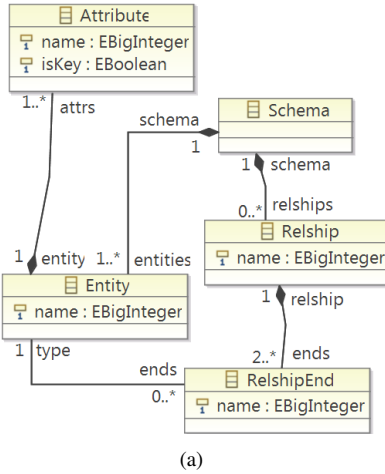 Attribute
name : EBigInteger
isKey : EBoolean
1..*
attrs
schema
1
Schema
1
schema
0..*
relships
Relship
name : EBigInteger
1
entity
1..*
entities
Entity
name : EBigInteger
1
relship
1
type
ends
0..*
2..*
ends
RelshipEnd
name : EBigInteger
(a)